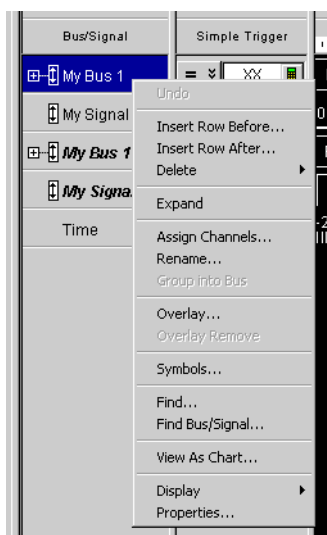 Bus/Signal Simple Trigger
My Bus 1 = XX
My Signal 0
My Bus 1
My Signa
Time -2
Undo
Insert Row Before...
Insert Row After...
Delete
Expand
Assign Channels...
Rename...
Group into Bus
Overlay...
Overlay Remove
Symbols...
Find...
Find Bus/Signal...
View As Chart...
Display
Properties...